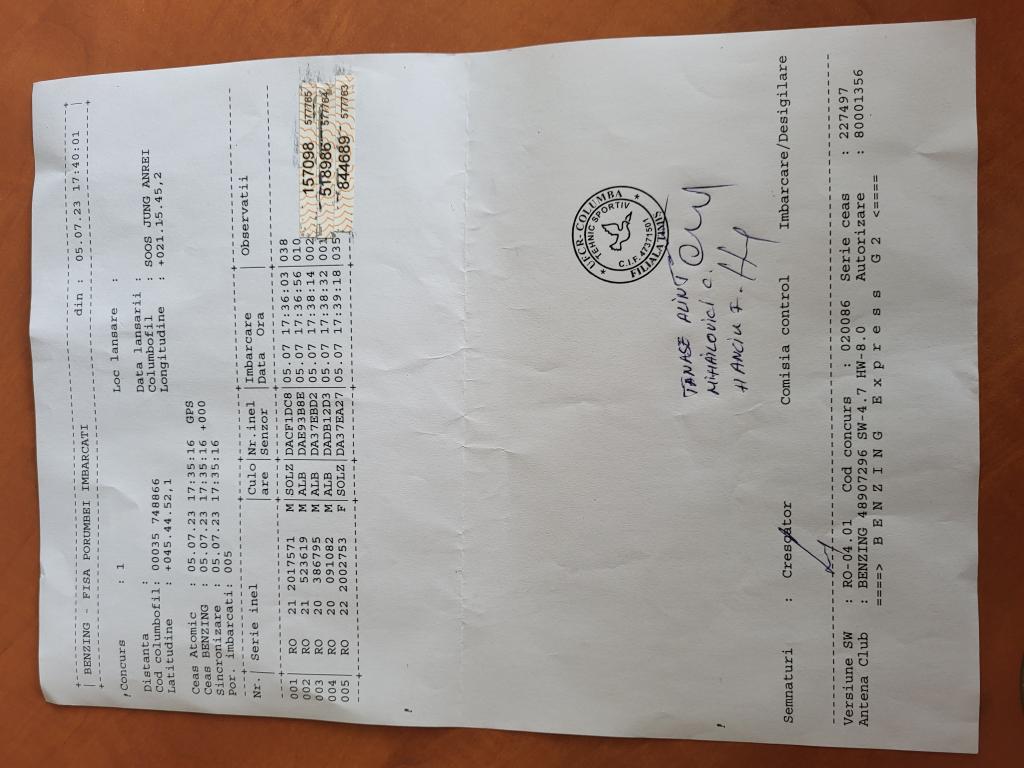 BENZING - FISA PORUMBEI IMBARCATI din : 05.07.23 17:40:01
!Concurs : 1 Loc lansare :
Distanta : Data lansarii :
Cod columbofil: 00035 748866 Columbofil : SOOS JUNG ANREI
Latitudine : +045.44.52,1 Longitudine : +021.15.45,2
Ceas Atomic : 05.07.23 17:35:16 GPS
Ceas BENZING : 05.07.23 17:35:16 +000
Sincronizare : 05.07.23 17:35:16
Por. imbarcati: 005
Nr.| Serie inel |Culo|Nr.inel |Imbarcare | Observatii
are Senzor Data Ora
001 RO 21 2017571 M SOLZ DACF1DC8 05.07 17:36:03 038
002 RO 21 523619 M ALB DAE93B8E 05.07 17:36:56 010 157098 577765
003 RO 20 386795 M ALB DA37EBD2 05.07 17:38:14 002 518986 577764
004 RO 20 091082 M ALB DADB12D3 05.07 17:38:32 844689 577763
005 RO 22 2002753 F SOLZ DA37EA27 05.07 17:39:18 035
!
UFCR-COLUMBA
TEHNIC SPORTIV
C.I.F. 47371501
FILIALA TIMIS
TANASE ALINT
MIHAILOVICI C.
HANCIU F.
!
Semnaturi : Crescator Comisia control Imbarcare/Desigilare
Versiune SW : RO-04.01 Cod concurs : 020086 Serie ceas : 227497
Antena Club : BENZING 48907296 SW-4.7 HW-8.0 Autorizare : 80001356
====> B E N Z I N G E x p r e s s G 2 <====